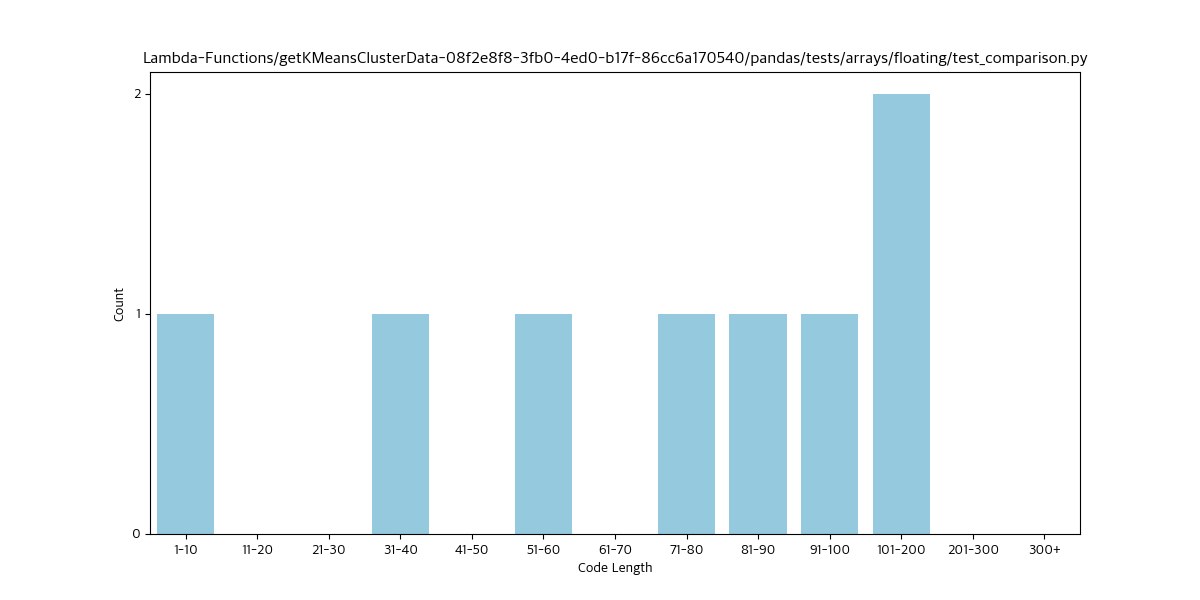 Lambda-Functions/getKMeansClusterData-08f2e8f8-3fb0-4ed0-b17f-86cc6a170540/pandas/tests/arrays/floating/test_comparison.py
2
1
0
Count
1-10 11-20 21-30 31-40 41-50 51-60 61-70 71-80 81-90 91-100 101-200 201-300 300+
Code Length